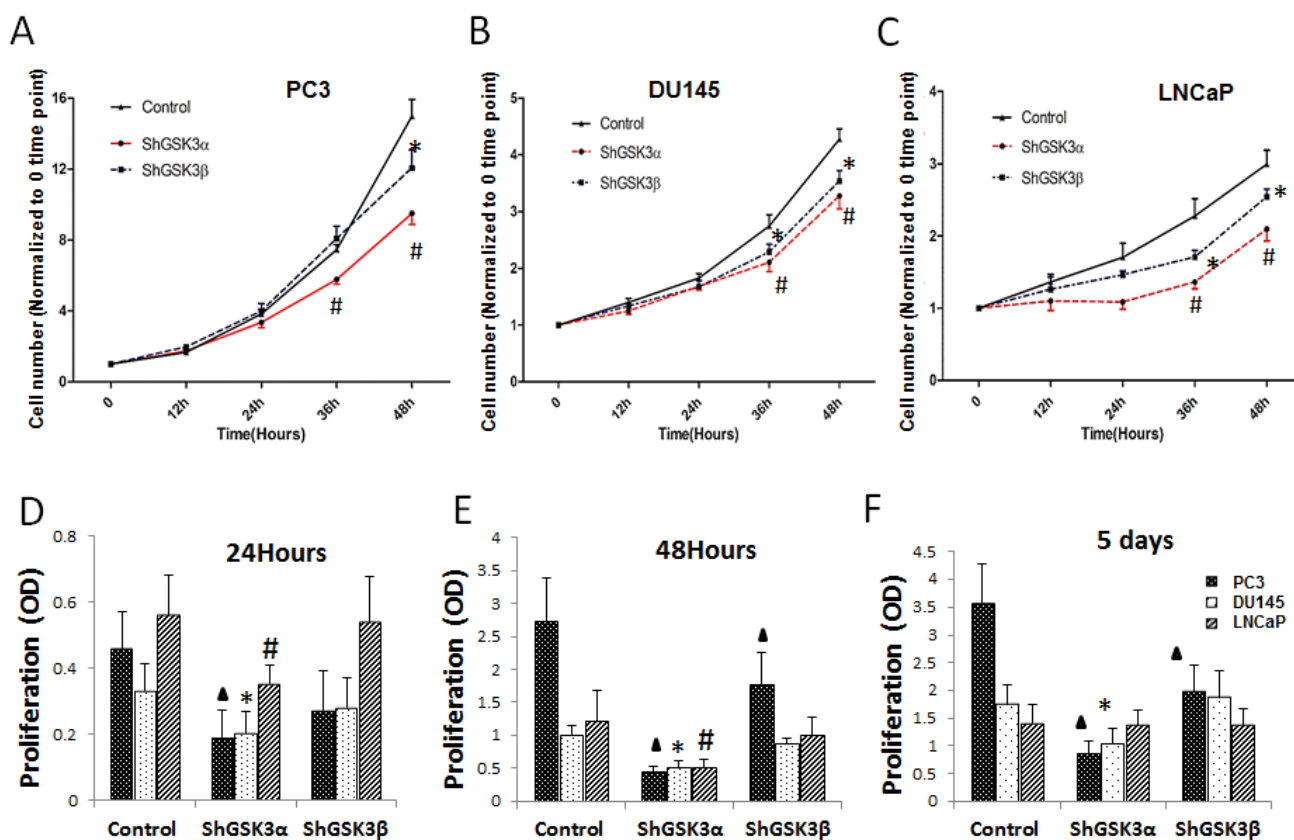 A
PC3
Control
ShGSK3α
ShGSK3β
Cell number (Normalized to 0 time point)
16
12
8
4
0
*
#
#
0
12h
24h
36h
48h
Time(Hours)
B
DU145
Control
ShGSK3α
ShGSK3β
Cell number (Normalized to 0 time point)
5
4
3
2
1
0
*
*
#
#
0
12h
24h
36h
48h
Time(Hours)
C
LNCaP
Control
ShGSK3α
ShGSK3β
Cell number (Normalized to 0 time point)
4
3
2
1
0
*
*
#
#
0
12h
24h
36h
48h
Time(Hours)
D
24Hours
Proliferation (OD)
0.8
0.6
0.4
0.2
0
* #
Control ShGSK3α ShGSK3β
E
48Hours
Proliferation (OD)
4
3.5
3
2.5
2
1.5
1
0.5
0
* #
Control ShGSK3α ShGSK3β
F
5 days
Proliferation (OD)
4.5
4
3.5
3
2.5
2
1.5
1
0.5
0
PC3
DU145
LNCaP
*
Control ShGSK3α ShGSK3β